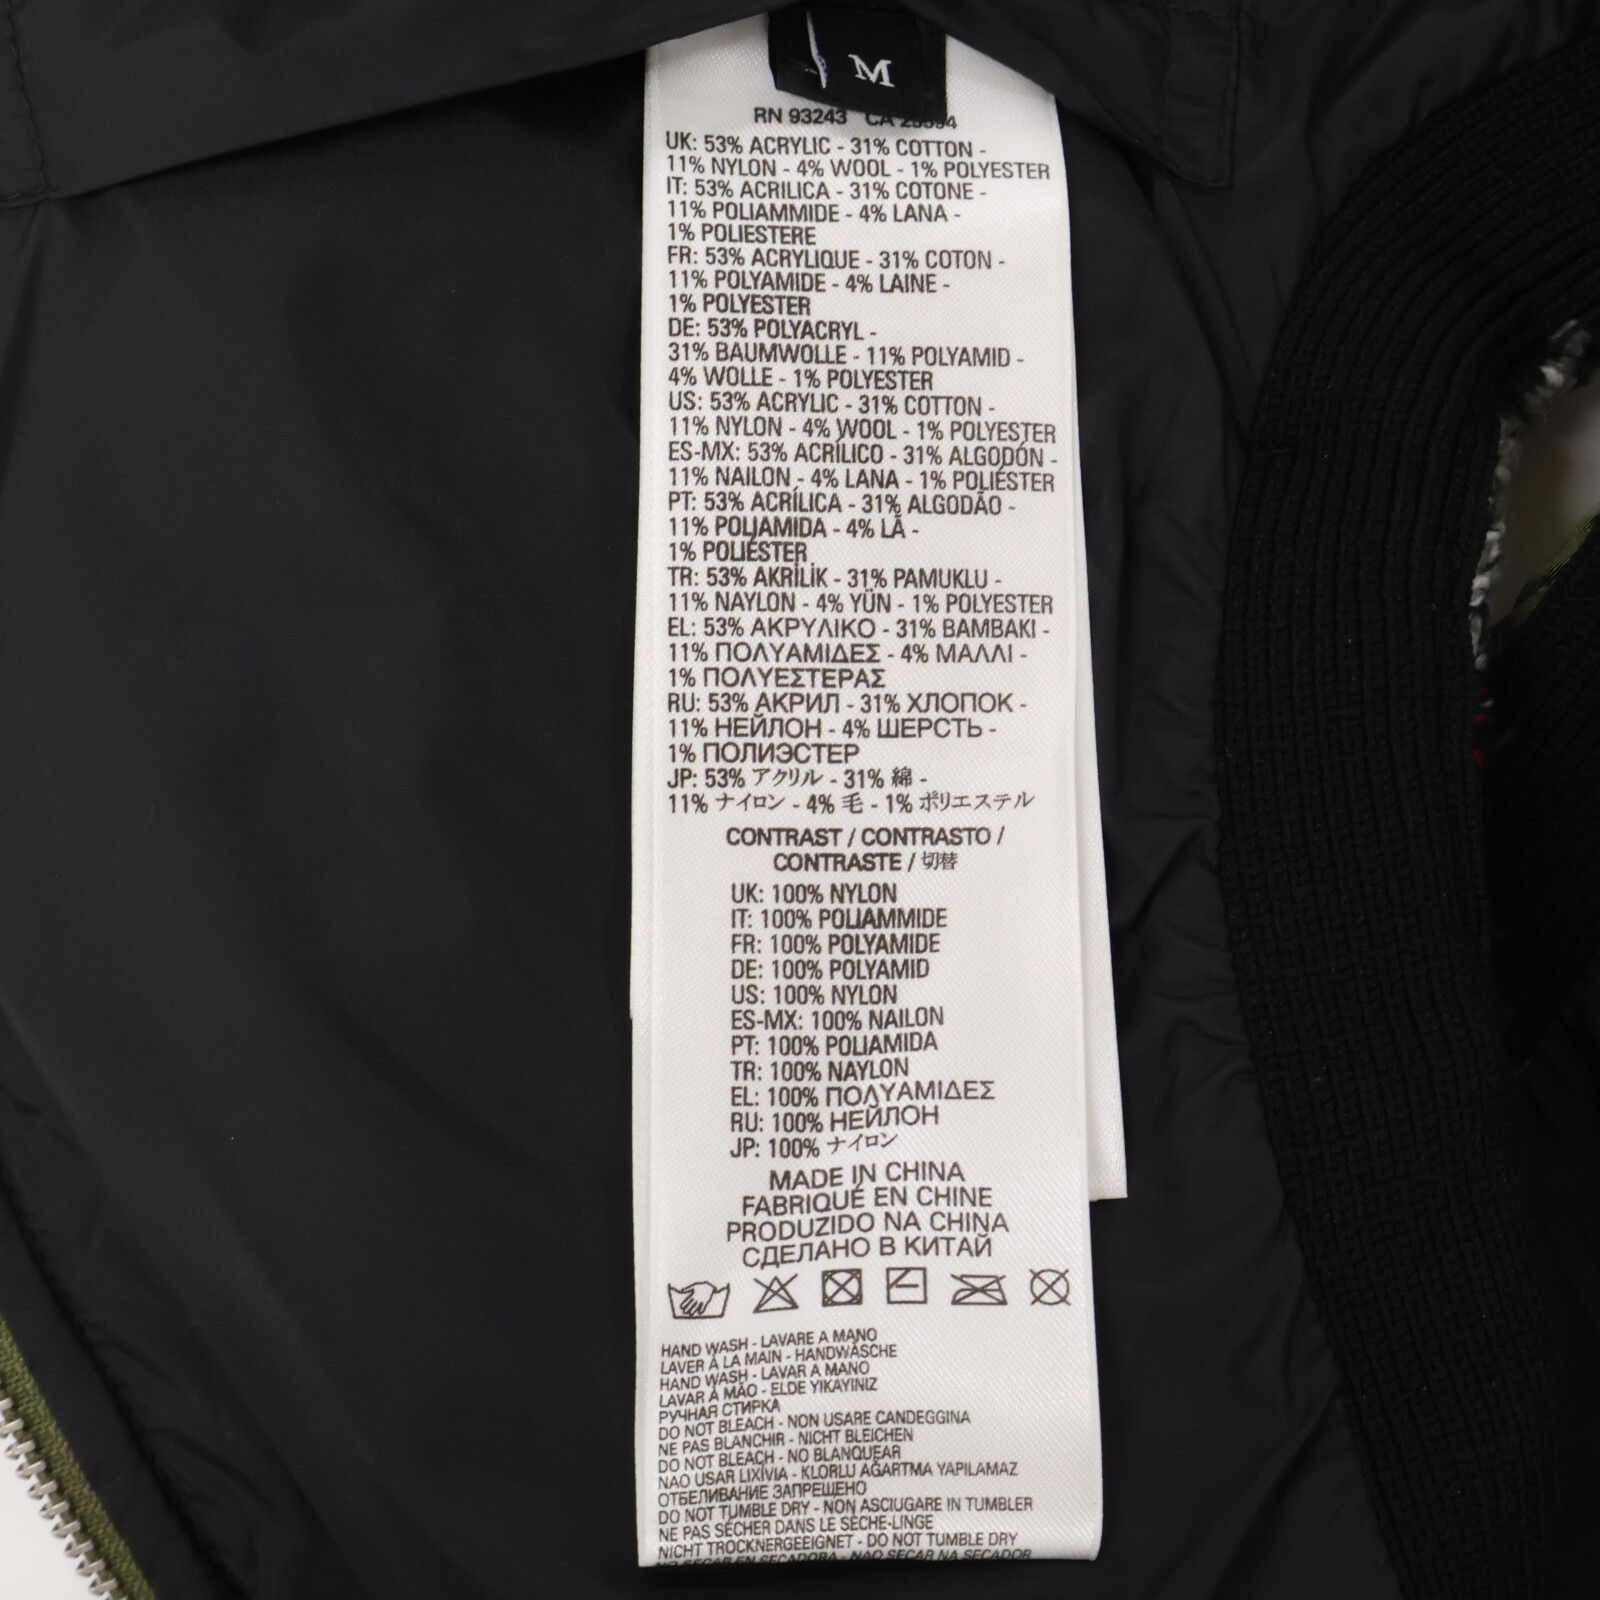 M
RN 93243 CA 25594
UK: 53% ACRYLIC - 31% COTTON -
11% NYLON - 4% WOOL - 1% POLYESTER
IT: 53% ACRILICA - 31% COTONE -
11% POLIAMMIDE - 4% LANA -
1% POLIESTERE
FR: 53% ACRYLIQUE - 31% COTON -
11% POLYAMIDE - 4% LAINE -
1% POLYESTER
DE: 53% POLYACRYL -
31% BAUMWOLLE - 11% POLYAMID -
4% WOLLE - 1% POLYESTER
US: 53% ACRYLIC - 31% COTTON -
11% NYLON - 4% WOOL - 1% POLYESTER
ES-MX: 53% ACRÍLICO - 31% ALGODÓN -
11% NAILON - 4% LANA - 1% POLIÉSTER
PT: 53% ACRÍLICA - 31% ALGODÃO -
11% POLIAMIDA - 4% LÃ -
1% POLIÉSTER
TR: 53% AKRİLİK - 31% PAMUKLU -
11% NAYLON - 4% YÜN - 1% POLYESTER
EL: 53% ΑΚΡΥΛΙΚΟ - 31% ΒΑΜΒΑΚΙ -
11% ΠΟΛΥΑΜΙΔΕΣ - 4% ΜΑΛΛΙ -
1% ΠΟΛΥΕΣΤΕΡΑΣ
RU: 53% АКРИЛ - 31% ХЛОПОК -
11% НЕЙЛОН - 4% ШЕРСТЬ -
1% ПОЛИЭСТЕР
JP: 53% アクリル - 31% 綿 -
11% ナイロン - 4% 毛 - 1% ポリエステル
CONTRAST / CONTRASTO /
CONTRASTE / 切替
UK: 100% NYLON
IT: 100% POLIAMMIDE
FR: 100% POLYAMIDE
DE: 100% POLYAMID
US: 100% NYLON
ES-MX: 100% NAILON
PT: 100% POLIAMIDA
TR: 100% NAYLON
EL: 100% ΠΟΛΥΑΜΙΔΕΣ
RU: 100% НЕЙЛОН
JP: 100% ナイロン
MADE IN CHINA
FABRIQUÉ EN CHINE
PRODUZIDO NA CHINA
СДЕЛАНО В КИТАЙ
HAND WASH - LAVARE A MANO
LAVER À LA MAIN - HANDWÄSCHE
HAND WASH - LAVAR A MANO
LAVAR À MÃO - ELDE YIKAYINIZ
РУЧНАЯ СТИРКА
DO NOT BLEACH - NON USARE CANDEGGINA
NE PAS BLANCHIR - NICHT BLEICHEN
DO NOT BLEACH - NO BLANQUEAR
NAO USAR LIXÍVIA - KLORLU AĞARTMA YAPILAMAZ
ОТБЕЛИВАНИЕ ЗАПРЕЩЕНО
DO NOT TUMBLE DRY - NON ASCIUGARE IN TUMBLER
NE PAS SÉCHER DANS LE SÈCHE-LINGE
NICHT TROCKNERGEEIGNET - DO NOT TUMBLE DRY
NO SECAR EN SECADORA - NAO SECAR NA SECADOR